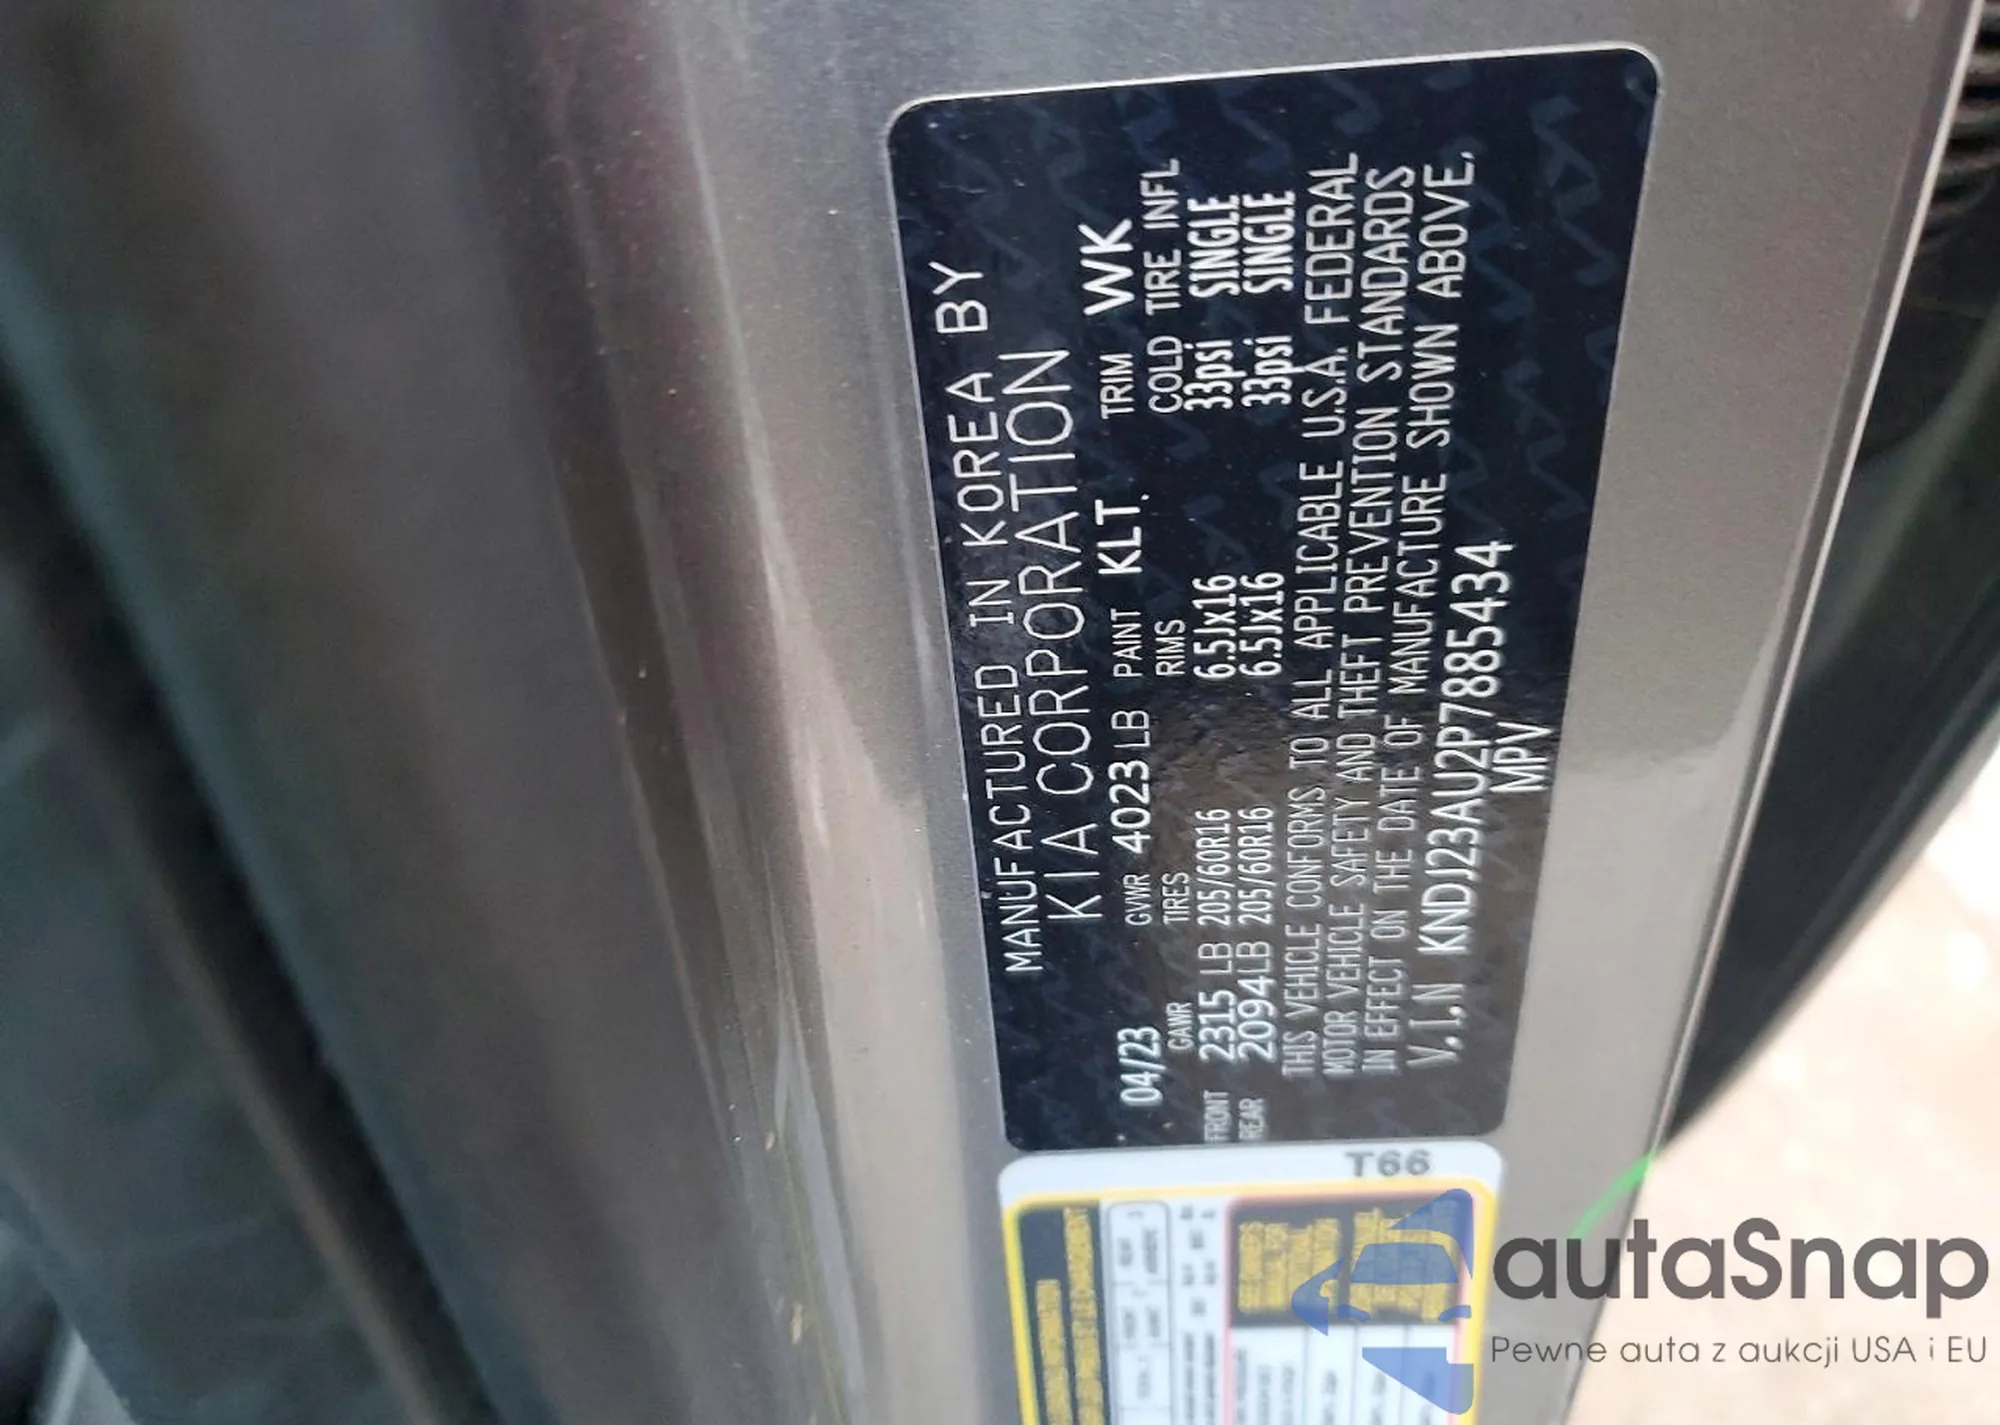 MANUFACTURED IN KOREA BY
KIA CORPORATION
04/23 GVWR 4023 LB PAINT KLT. TRIM WK
GAWR TIRES RIMS COLD TIRE INFL
FRONT 2315 LB 205/60R16 6.5Jx16 33psi SINGLE
REAR 2094LB 205/60R16 6.5Jx16 33psi SINGLE
THIS VEHICLE CONFORMS TO ALL APPLICABLE U.S.A. FEDERAL
MOTOR VEHICLE SAFETY AND THEFT PREVENTION STANDARDS
IN EFFECT ON THE DATE OF MANUFACTURE SHOWN ABOVE.
V.I.N KNDJ23AU2P7885434
MPV
T66
autaSnap
Pewne auta z aukcji USA i EU